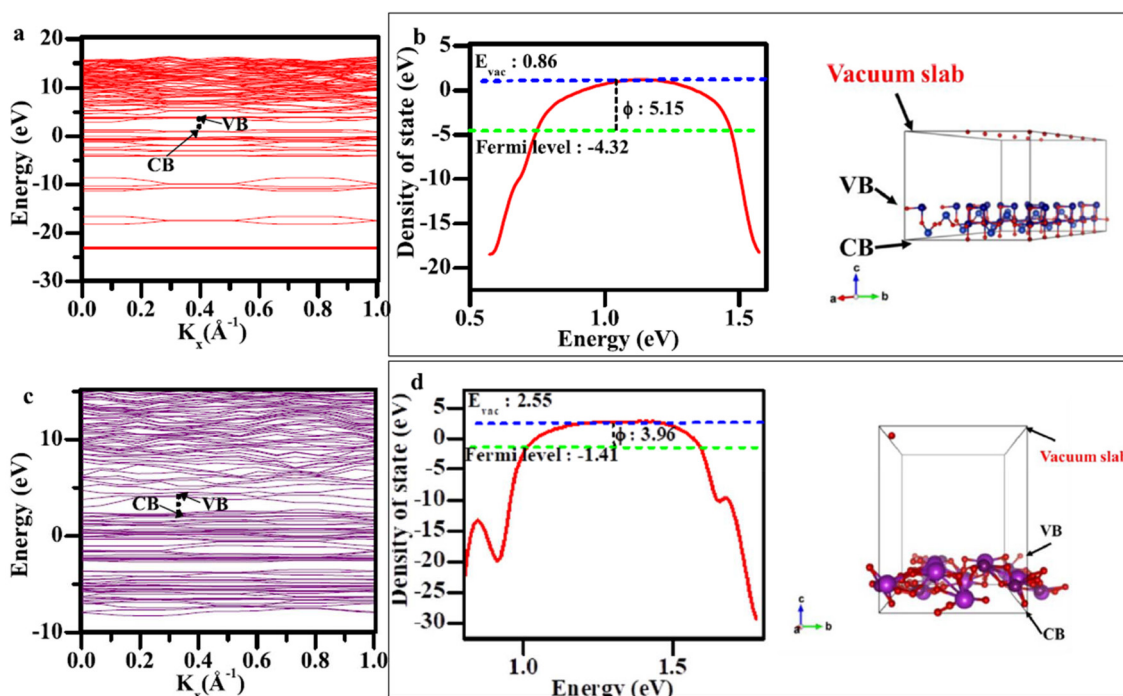 a
20
10
0
-10
-20
-30
Energy (eV)
VB
CB
0.0 0.2 0.4 0.6 0.8 1.0
Kx(Å-1)
b
5
0
-5
-10
-15
-20
Density of state (eV)
Evac : 0.86
ϕ : 5.15
Fermi level : -4.32
0.5 1.0 1.5
Energy (eV)
Vacuum slab
VB
CB
c
a b
c
10
0
-10
Energy (eV)
CB VB
0.0 0.2 0.4 0.6 0.8 1.0
Kx(Å-1)
d
5
0
-5
-10
-15
-20
-25
-30
Density of state (eV)
Evac : 2.55
ϕ : 3.96
Fermi level : -1.41
1.0 1.5
Energy (eV)
Vacuum slab
VB
CB
c
a b